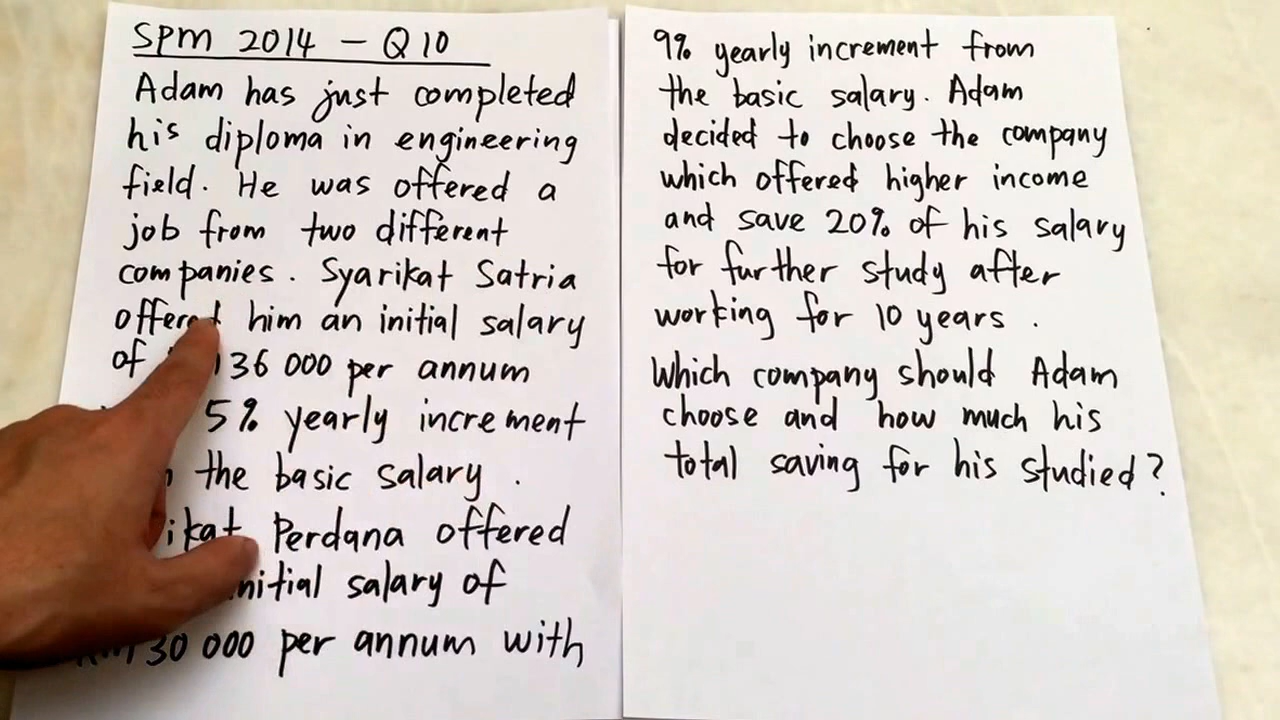 SPM 2014 - Q10
Adam has just completed
his diploma in engineering
field. He was offered a
job from two different
companies. Syarikat Satria
offered him an initial salary
of 36 000 per annum
5% yearly increment
the basic salary.
Perdana offered
initial salary of
RM 30 000 per annum with
9% yearly increment from
the basic salary. Adam
decided to choose the company
which offered higher income
and save 20% of his salary
for further study after
working for 10 years.
Which company should Adam
choose and how much his
total saving for his studied?